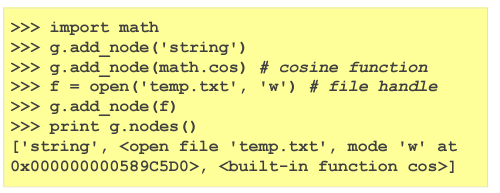 >>> import math
>>> g.add_node('string')
>>> g.add_node(math.cos) # cosine function
>>> f = open('temp.txt', 'w') # file handle
>>> g.add_node(f)
>>> print g.nodes()
['string', <open file 'temp.txt', mode 'w' at
0x000000000589C5D0>, <built-in function cos>]